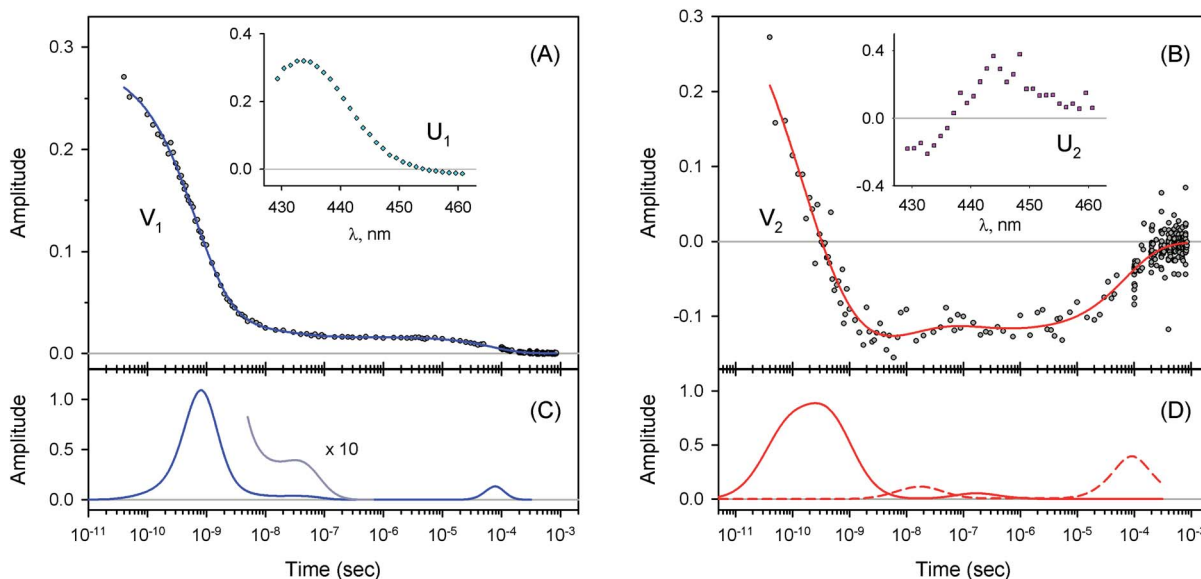 (A)
0.3
0.2
0.1
0.0
Amplitude
V1
0.4
0.2
0.0
U1
430 440 450 460
λ, nm
(B)
0.3
0.2
0.1
0.0
-0.1
Amplitude
V2
0.4
0.0
-0.4
U2
430 440 450 460
λ, nm
(C)
1.0
0.5
0.0
Amplitude
x 10
10-11 10-10 10-9 10-8 10-7 10-6 10-5 10-4 10-3
Time (sec)
(D)
1.0
0.5
0.0
Amplitude
10-11 10-10 10-9 10-8 10-7 10-6 10-5 10-4 10-3
Time (sec)